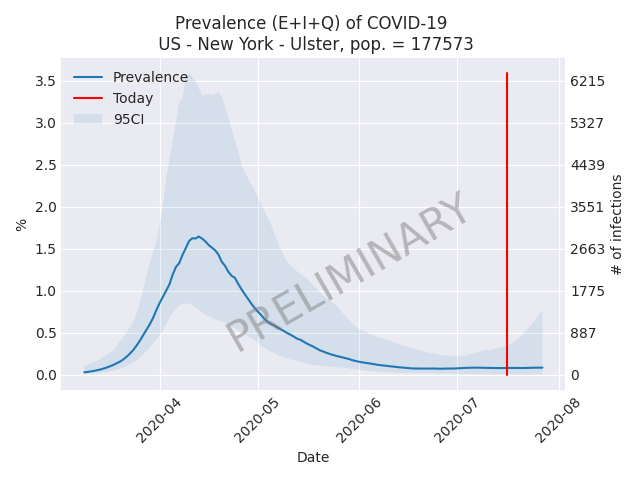 Prevalence (E+I+Q) of COVID-19
US - New York - Ulster, pop. = 177573
Prevalence
Today
95CI
3.5
3.0
2.5
2.0
1.5
1.0
0.5
0.0
%
6215
5327
4439
3551
2663
1775
887
0
# of infections
PRELIMINARY
2020-04
2020-05
2020-06
2020-07
2020-08
Date